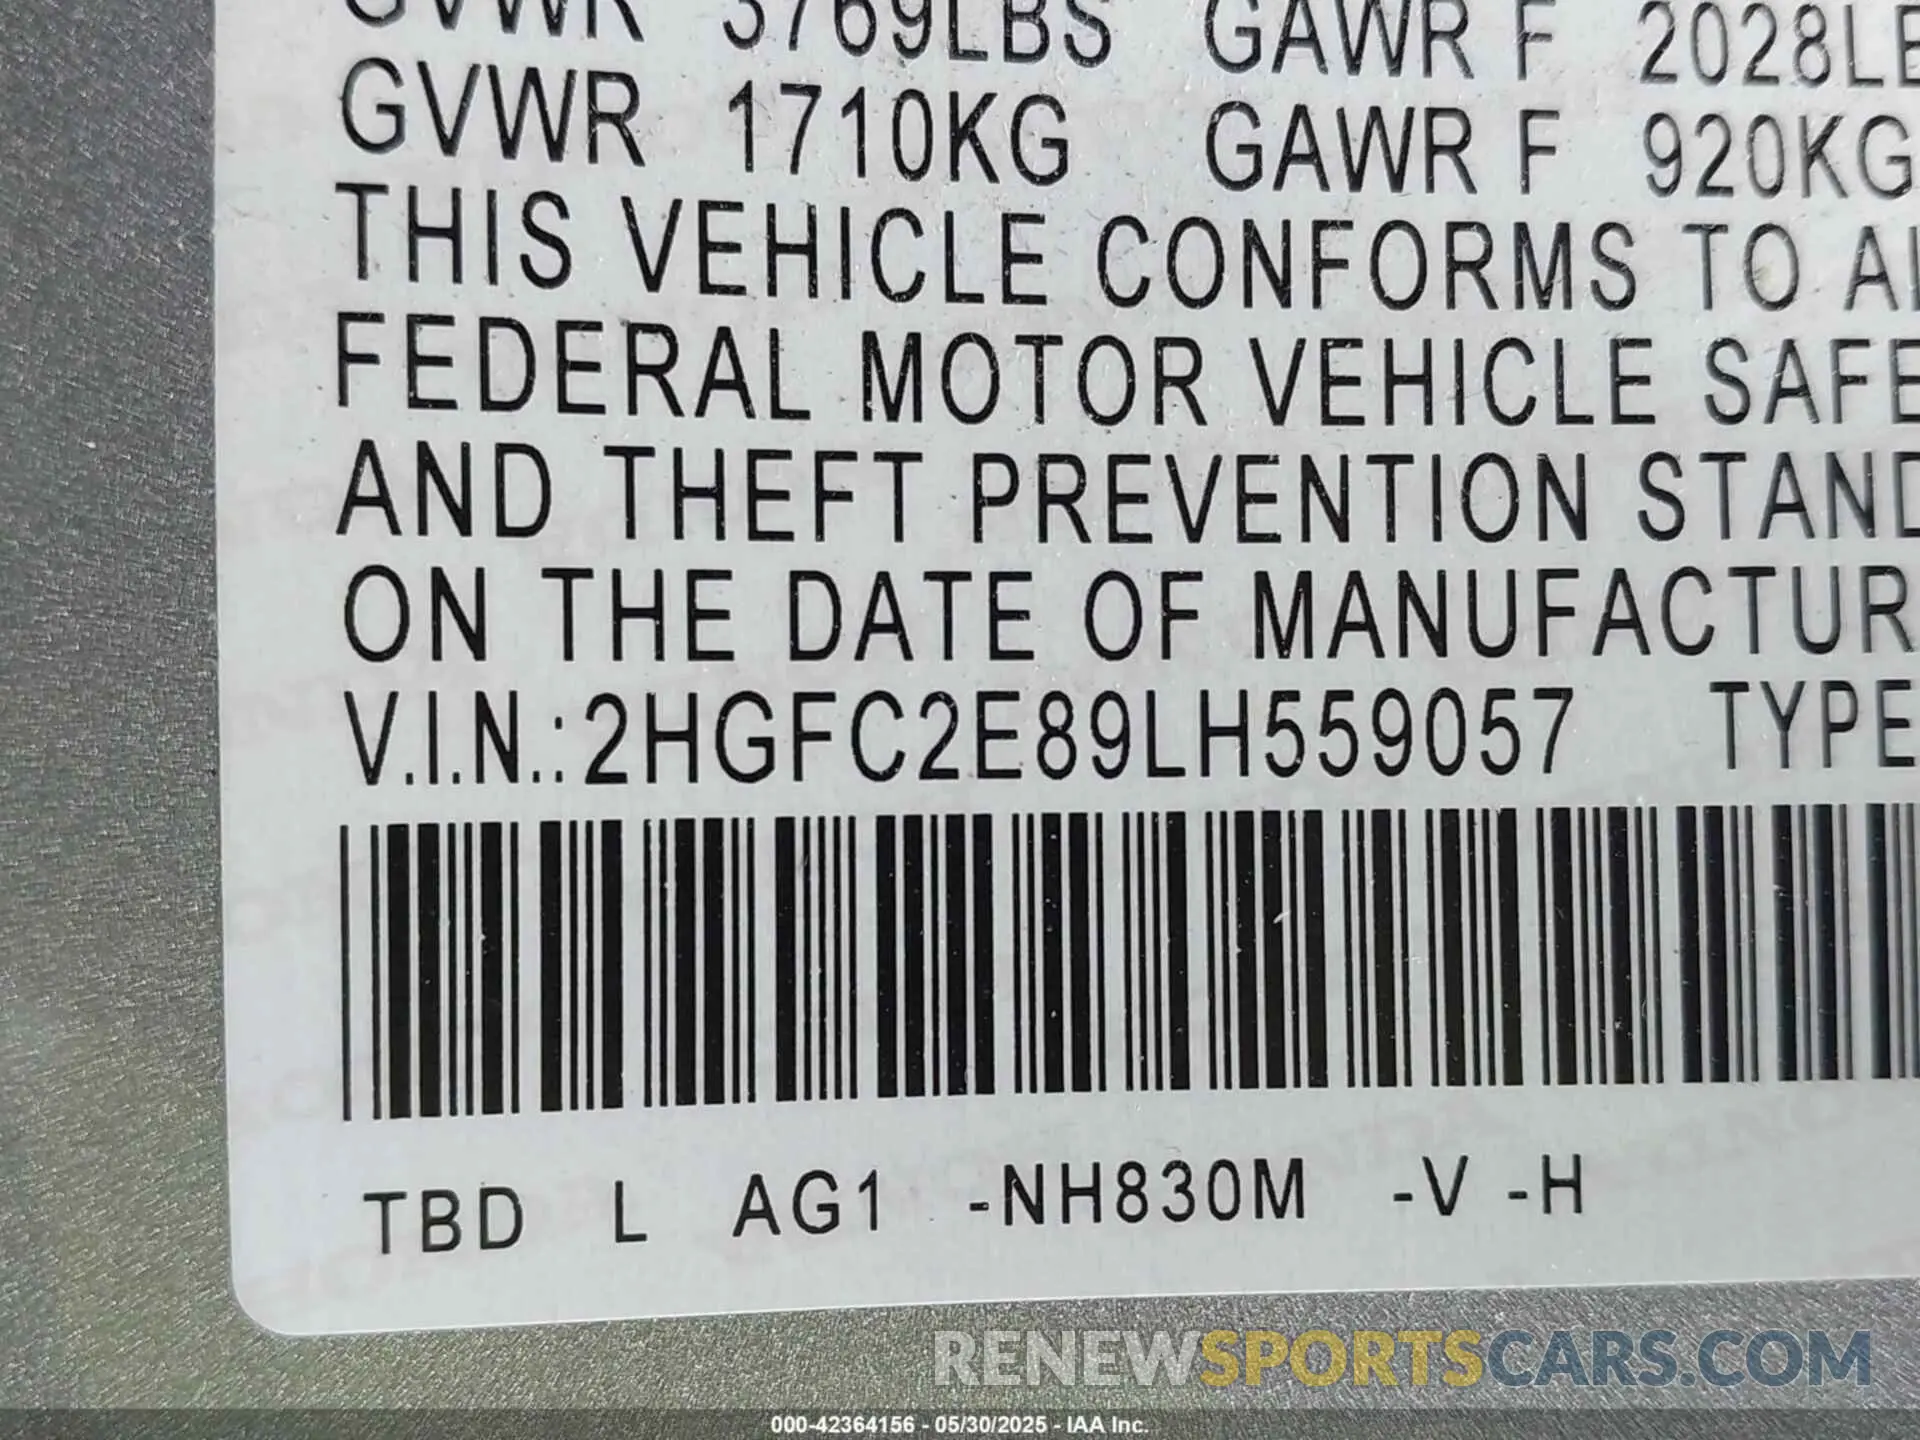 GVWR 3769LBS GAWR F 2028LB
GVWR 1710KG GAWR F 920KG
THIS VEHICLE CONFORMS TO
FEDERAL MOTOR VEHICLE SAFE
AND THEFT PREVENTION STAND
ON THE DATE OF MANUFACTUR
V.I.N.:2HGFC2E89LH559057 TYPE
TBD L AG1 -NH830M -V -H
RENEWSPORTSCARS.COM
000-42364156 - 05/30/2025 - IAA Inc.